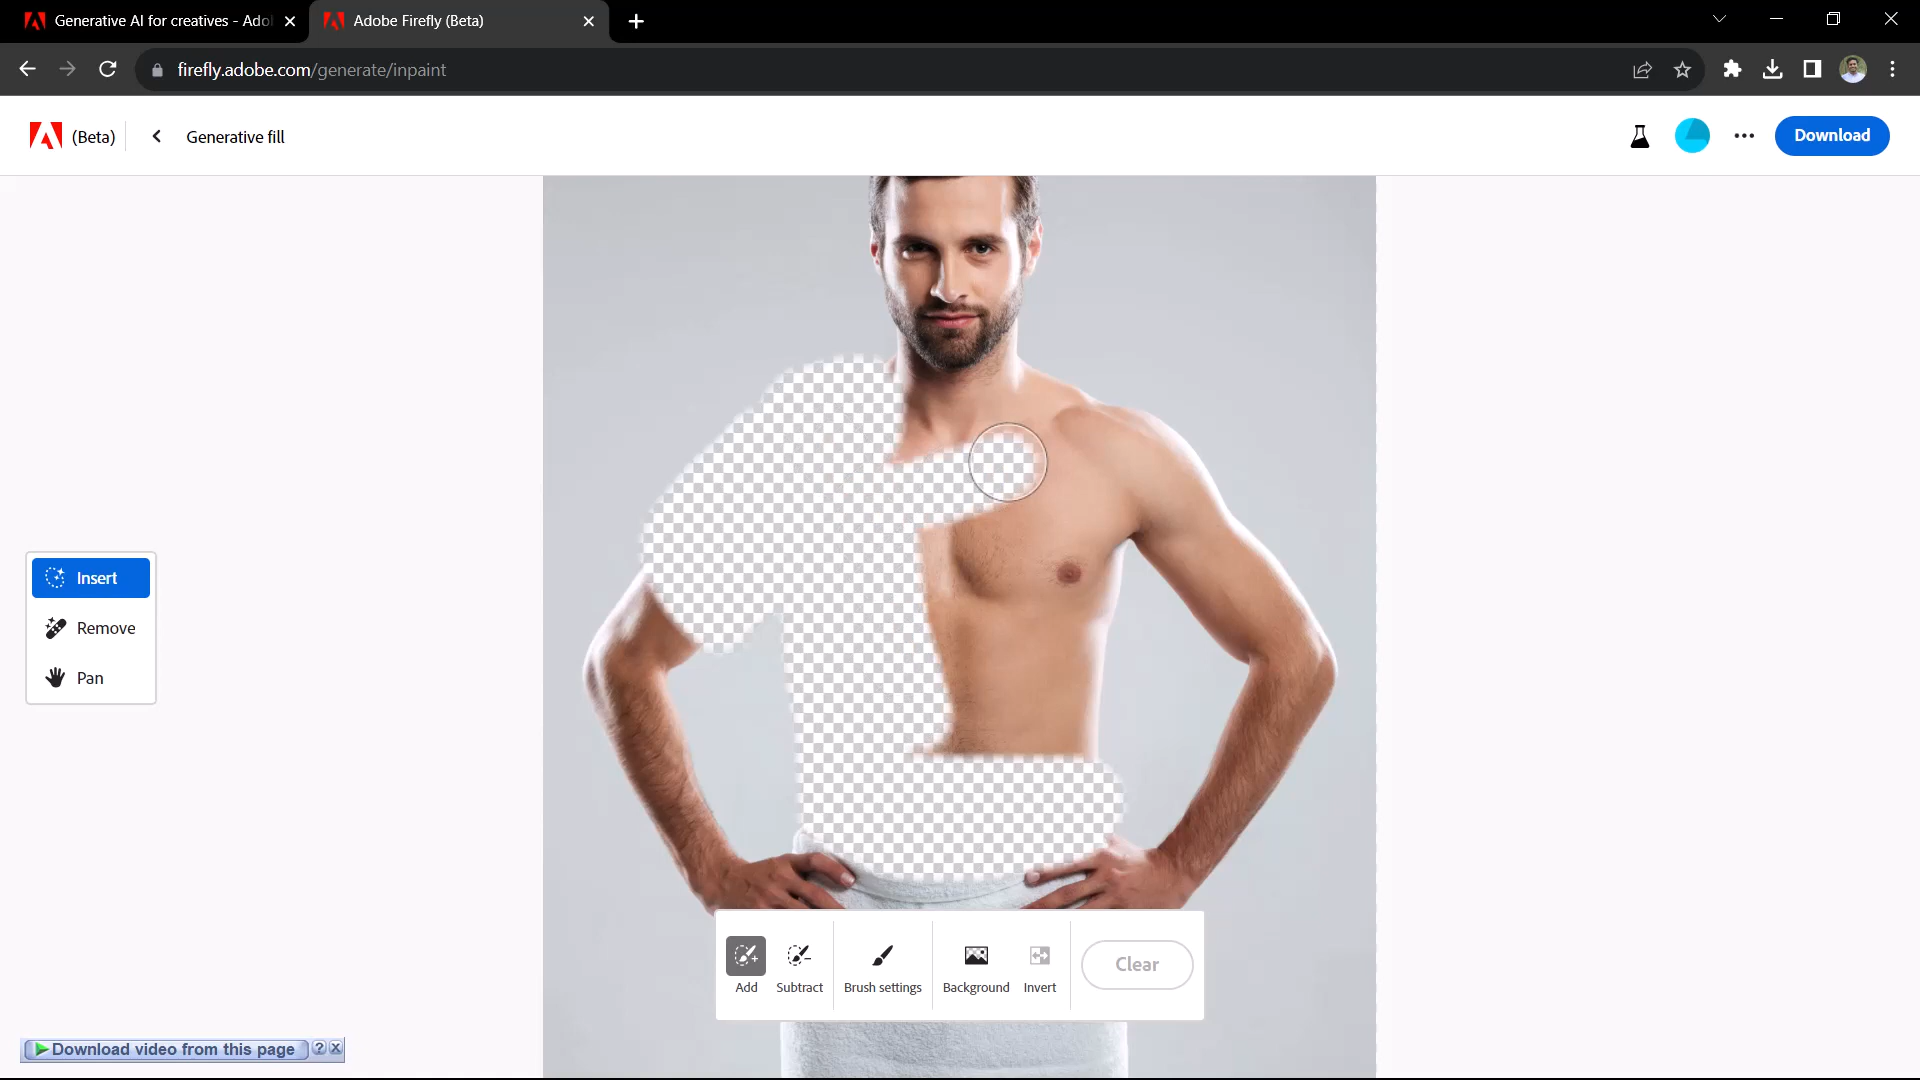 Generative AI for creatives - Ado
Adobe Firefly (Beta)
firefly.adobe.com/generate/inpaint
(Beta)
Generative fill
Download
Insert
Remove
Pan
Add
Subtract
Brush settings
Background
Invert
Clear
Download video from this page